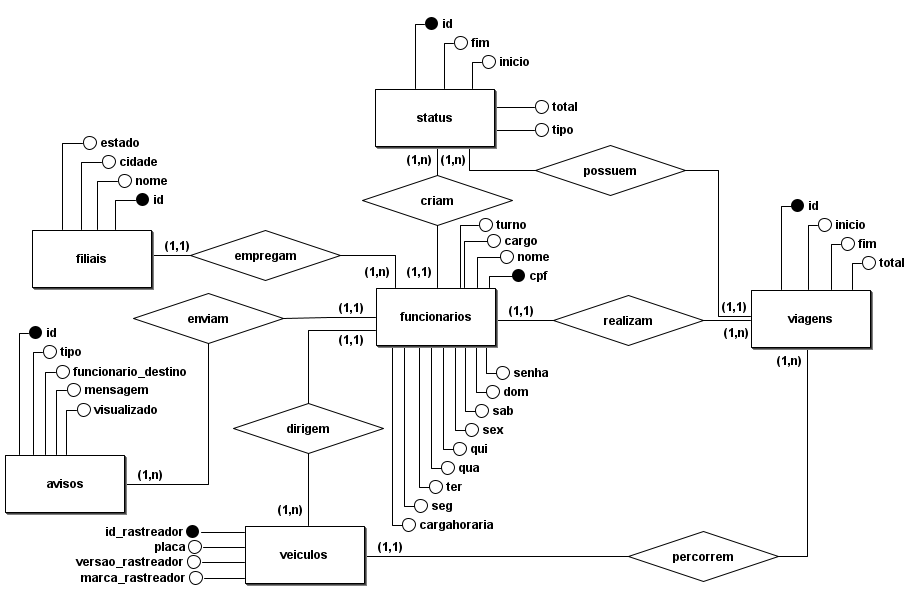 id
fim
inicio
status
total
tipo
(1,n)
(1,n)
possuem
criam
estado
cidade
nome
id
filiais
(1,1)
empregam
(1,n)
(1,1)
turno
cargo
nome
cpf
id
inicio
fim
total
enviam
(1,1)
(1,1)
funcionarios
(1,1)
realizam
(1,1)
(1,n)
viagens
(1,n)
id
tipo
funcionario_destino
mensagem
visualizado
avisos
(1,n)
dirigem
(1,n)
senha
dom
sab
sex
qui
qua
ter
seg
cargahoraria
id_rastreador
placa
versao_rastreador
marca_rastreador
veiculos
(1,1)
percorrem